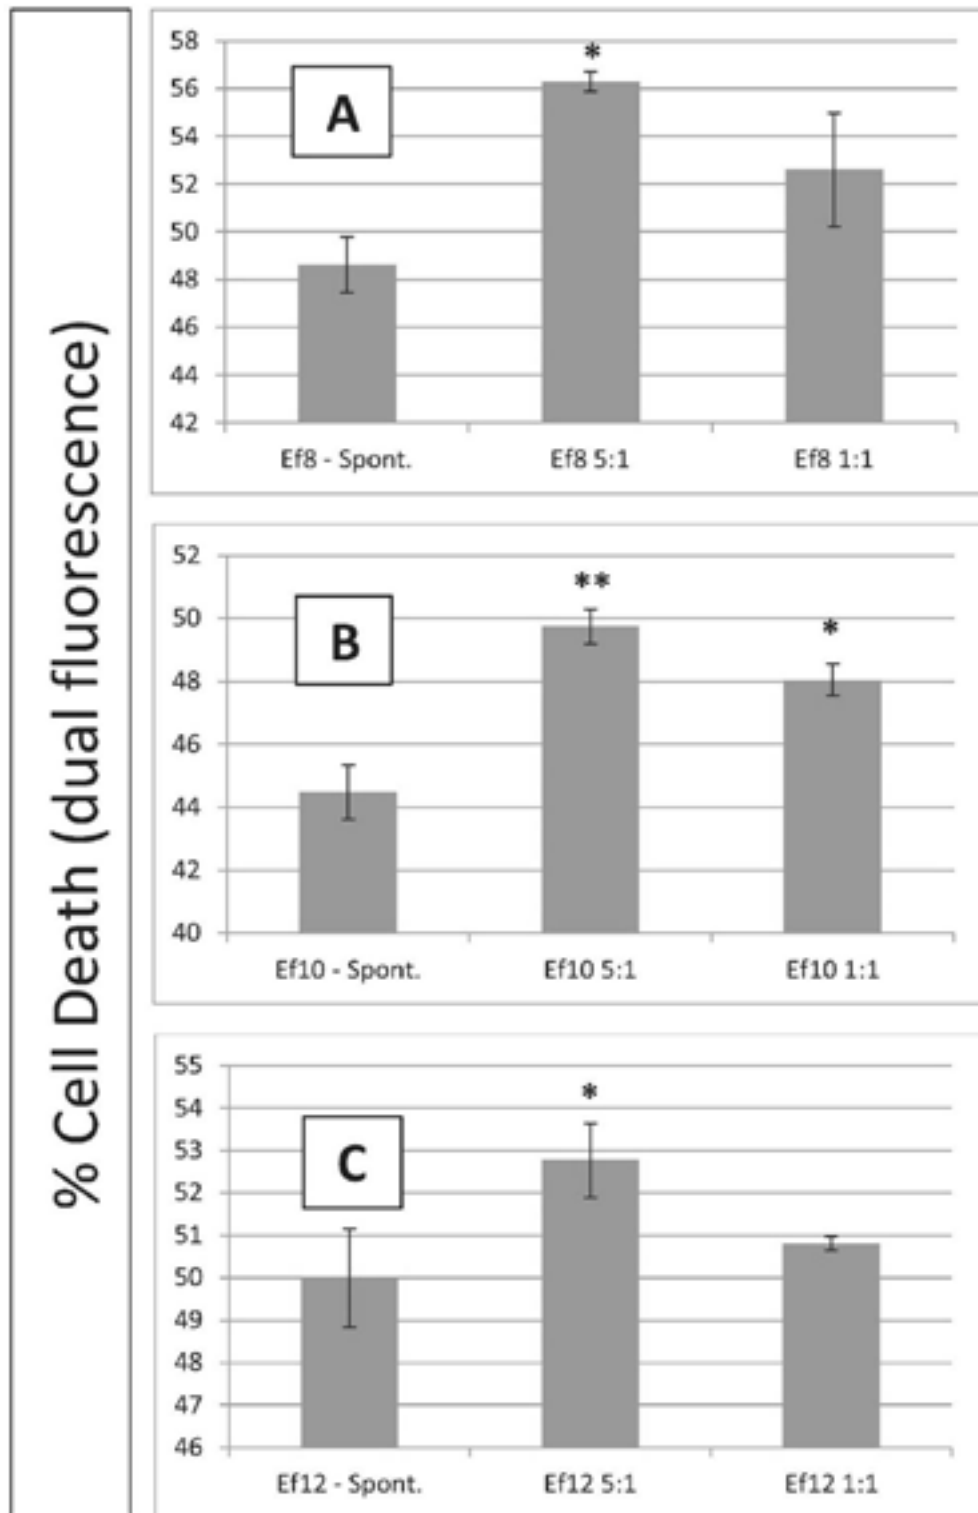 % Cell Death (dual fluorescence)
A
58
56
54
52
50
48
46
44
42
*
Ef8 - Spont.
Ef8 5:1
Ef8 1:1
B
52
50
48
46
44
42
40
**
*
Ef10 - Spont.
Ef10 5:1
Ef10 1:1
C
55
54
53
52
51
50
49
48
47
46
*
Ef12 - Spont.
Ef12 5:1
Ef12 1:1